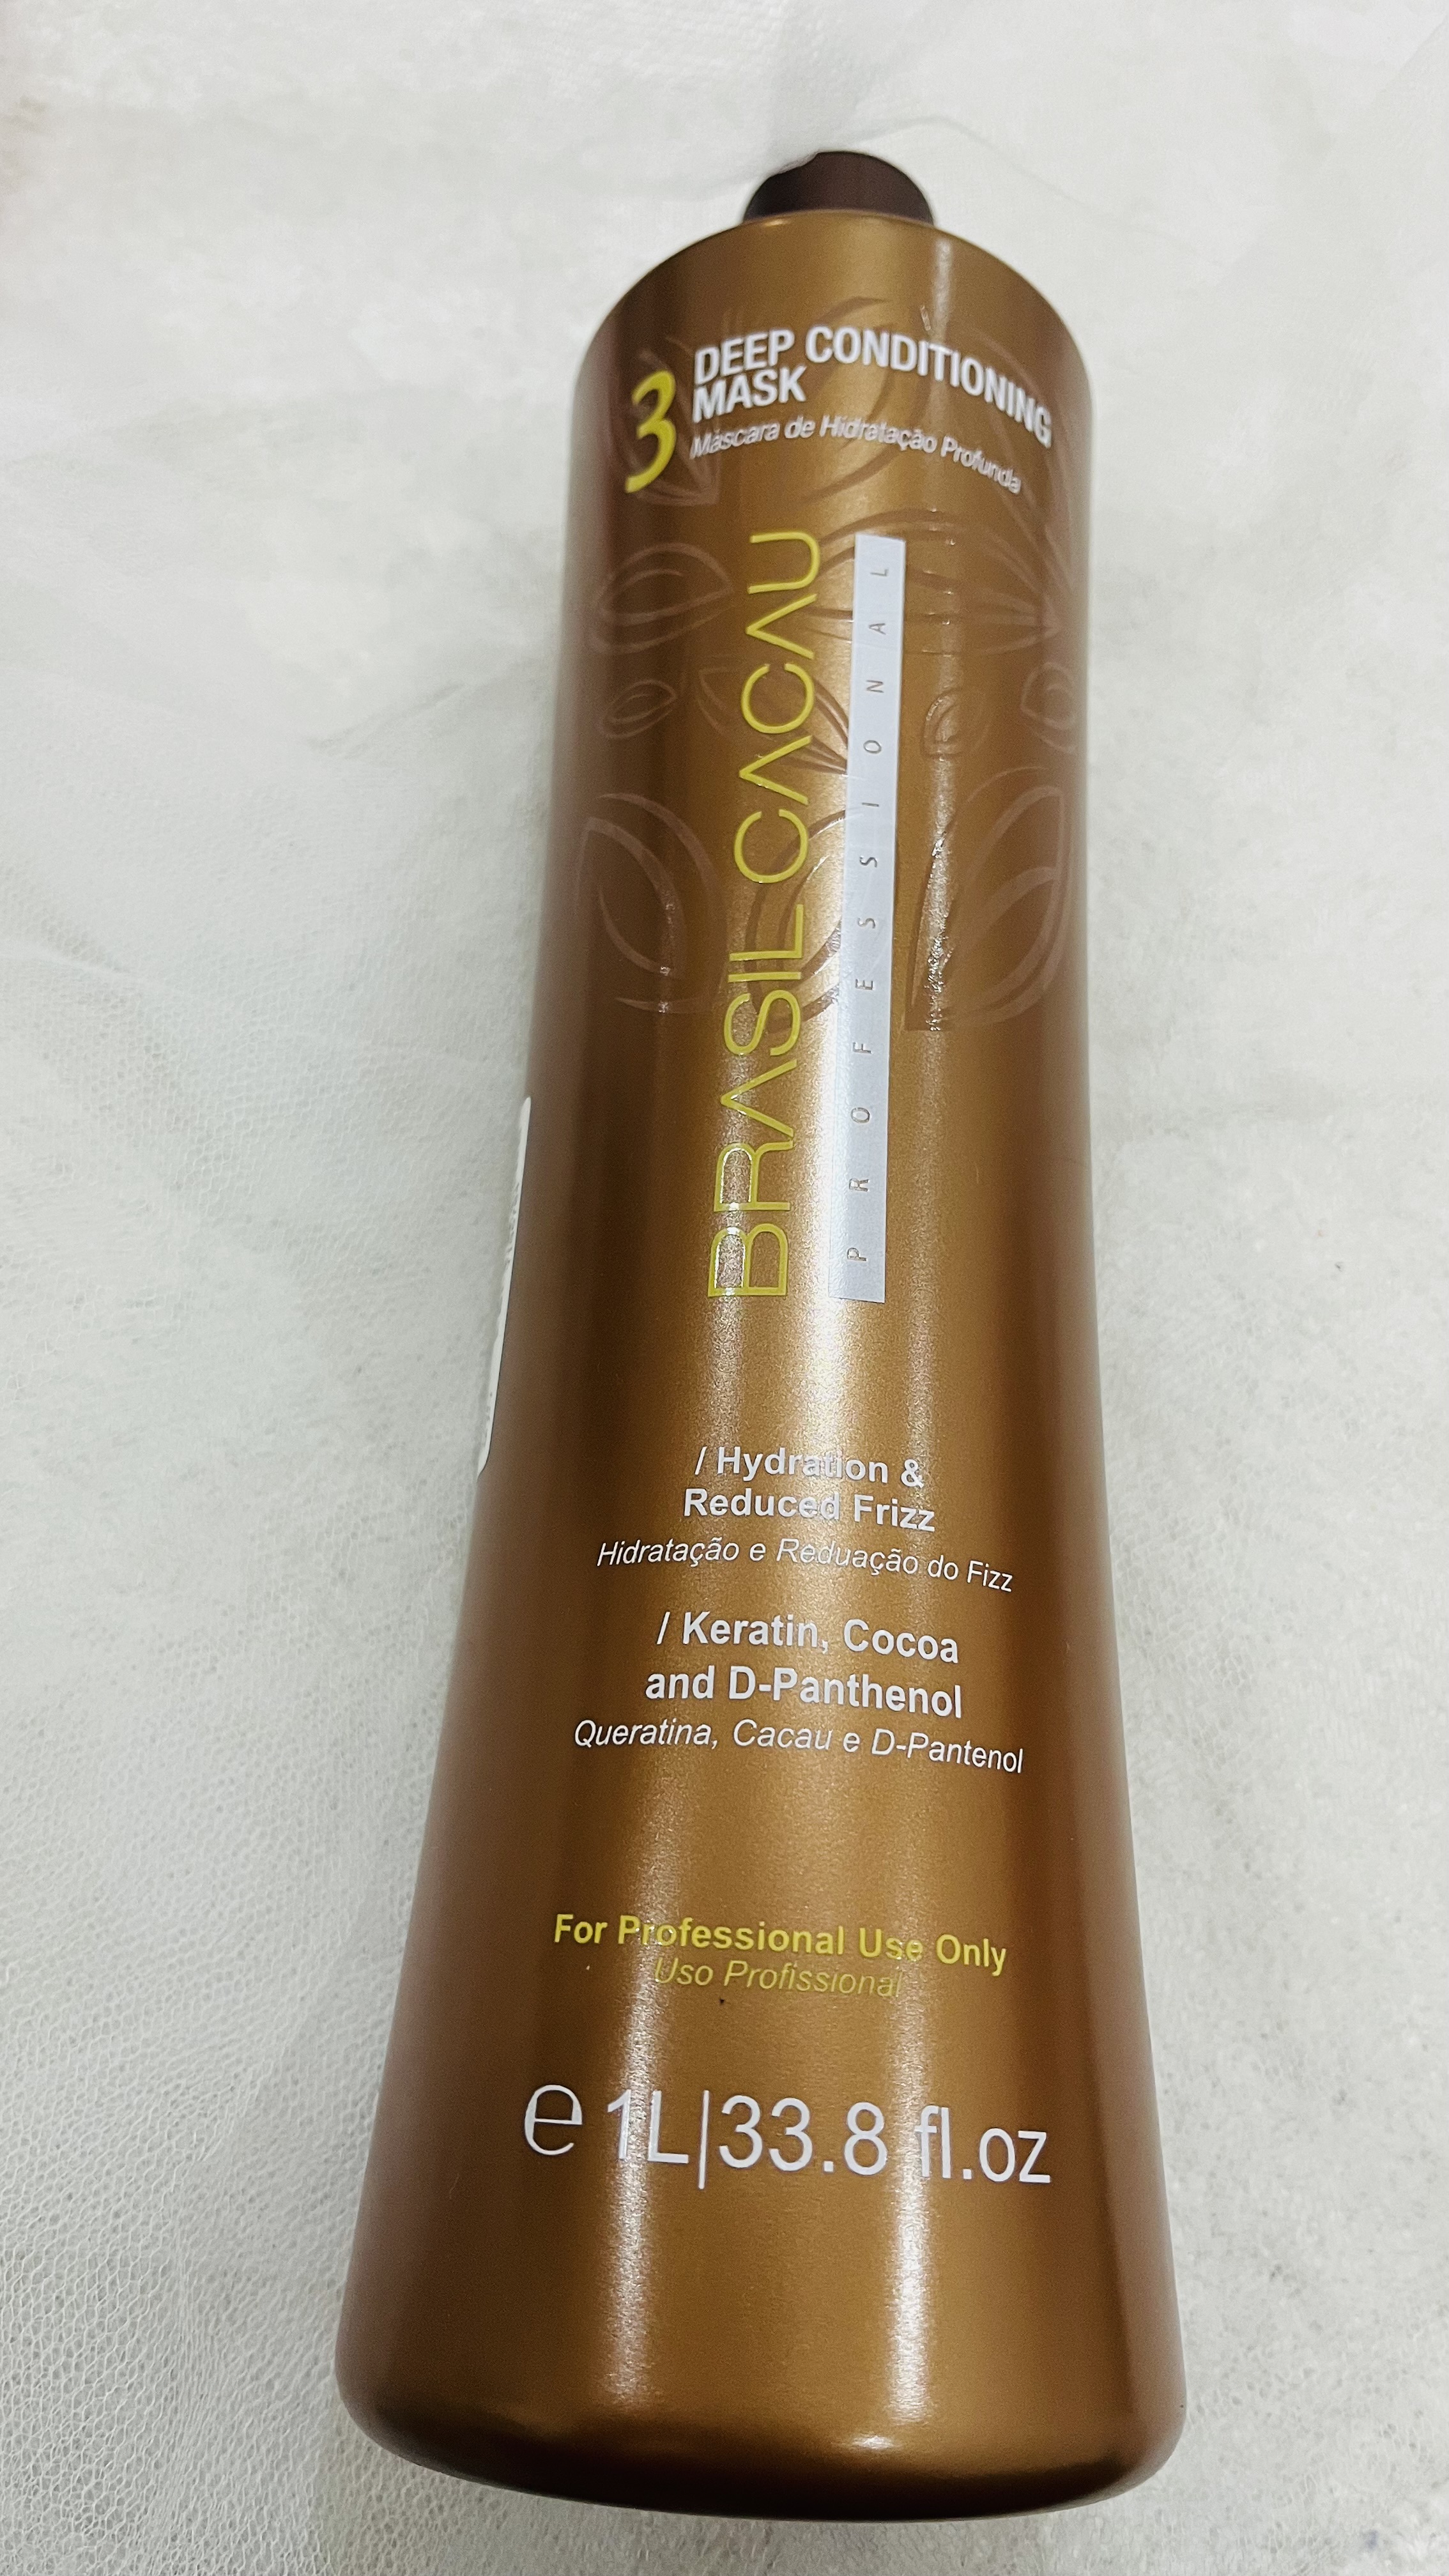 3
DEEP CONDITIONING
MASK
Máscara de Hidratação Profunda
BRASIL CACAU
PROFESSIONAL
/ Hydration &
Reduced Frizz
Hidratação e Reduação do Fizz
/ Keratin, Cocoa
and D-Panthenol
Queratina, Cacau e D-Pantenol
For Professional Use Only
Uso Profissional
e 1L|33.8 fl.oz